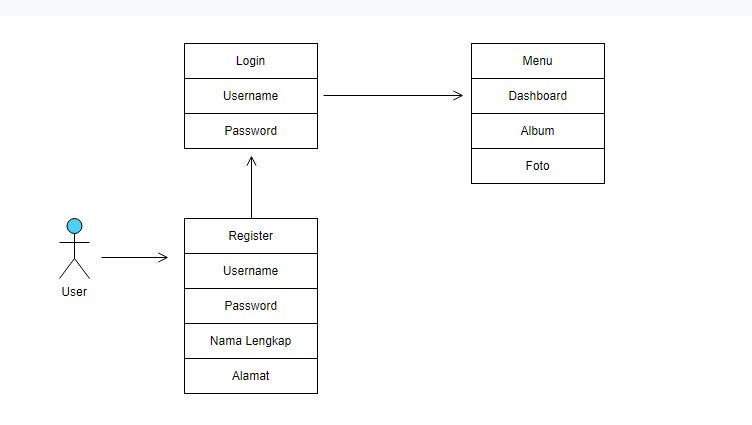 Login
Username
Password
Menu
Dashboard
Album
Foto
User
Register
Username
Password
Nama Lengkap
Alamat